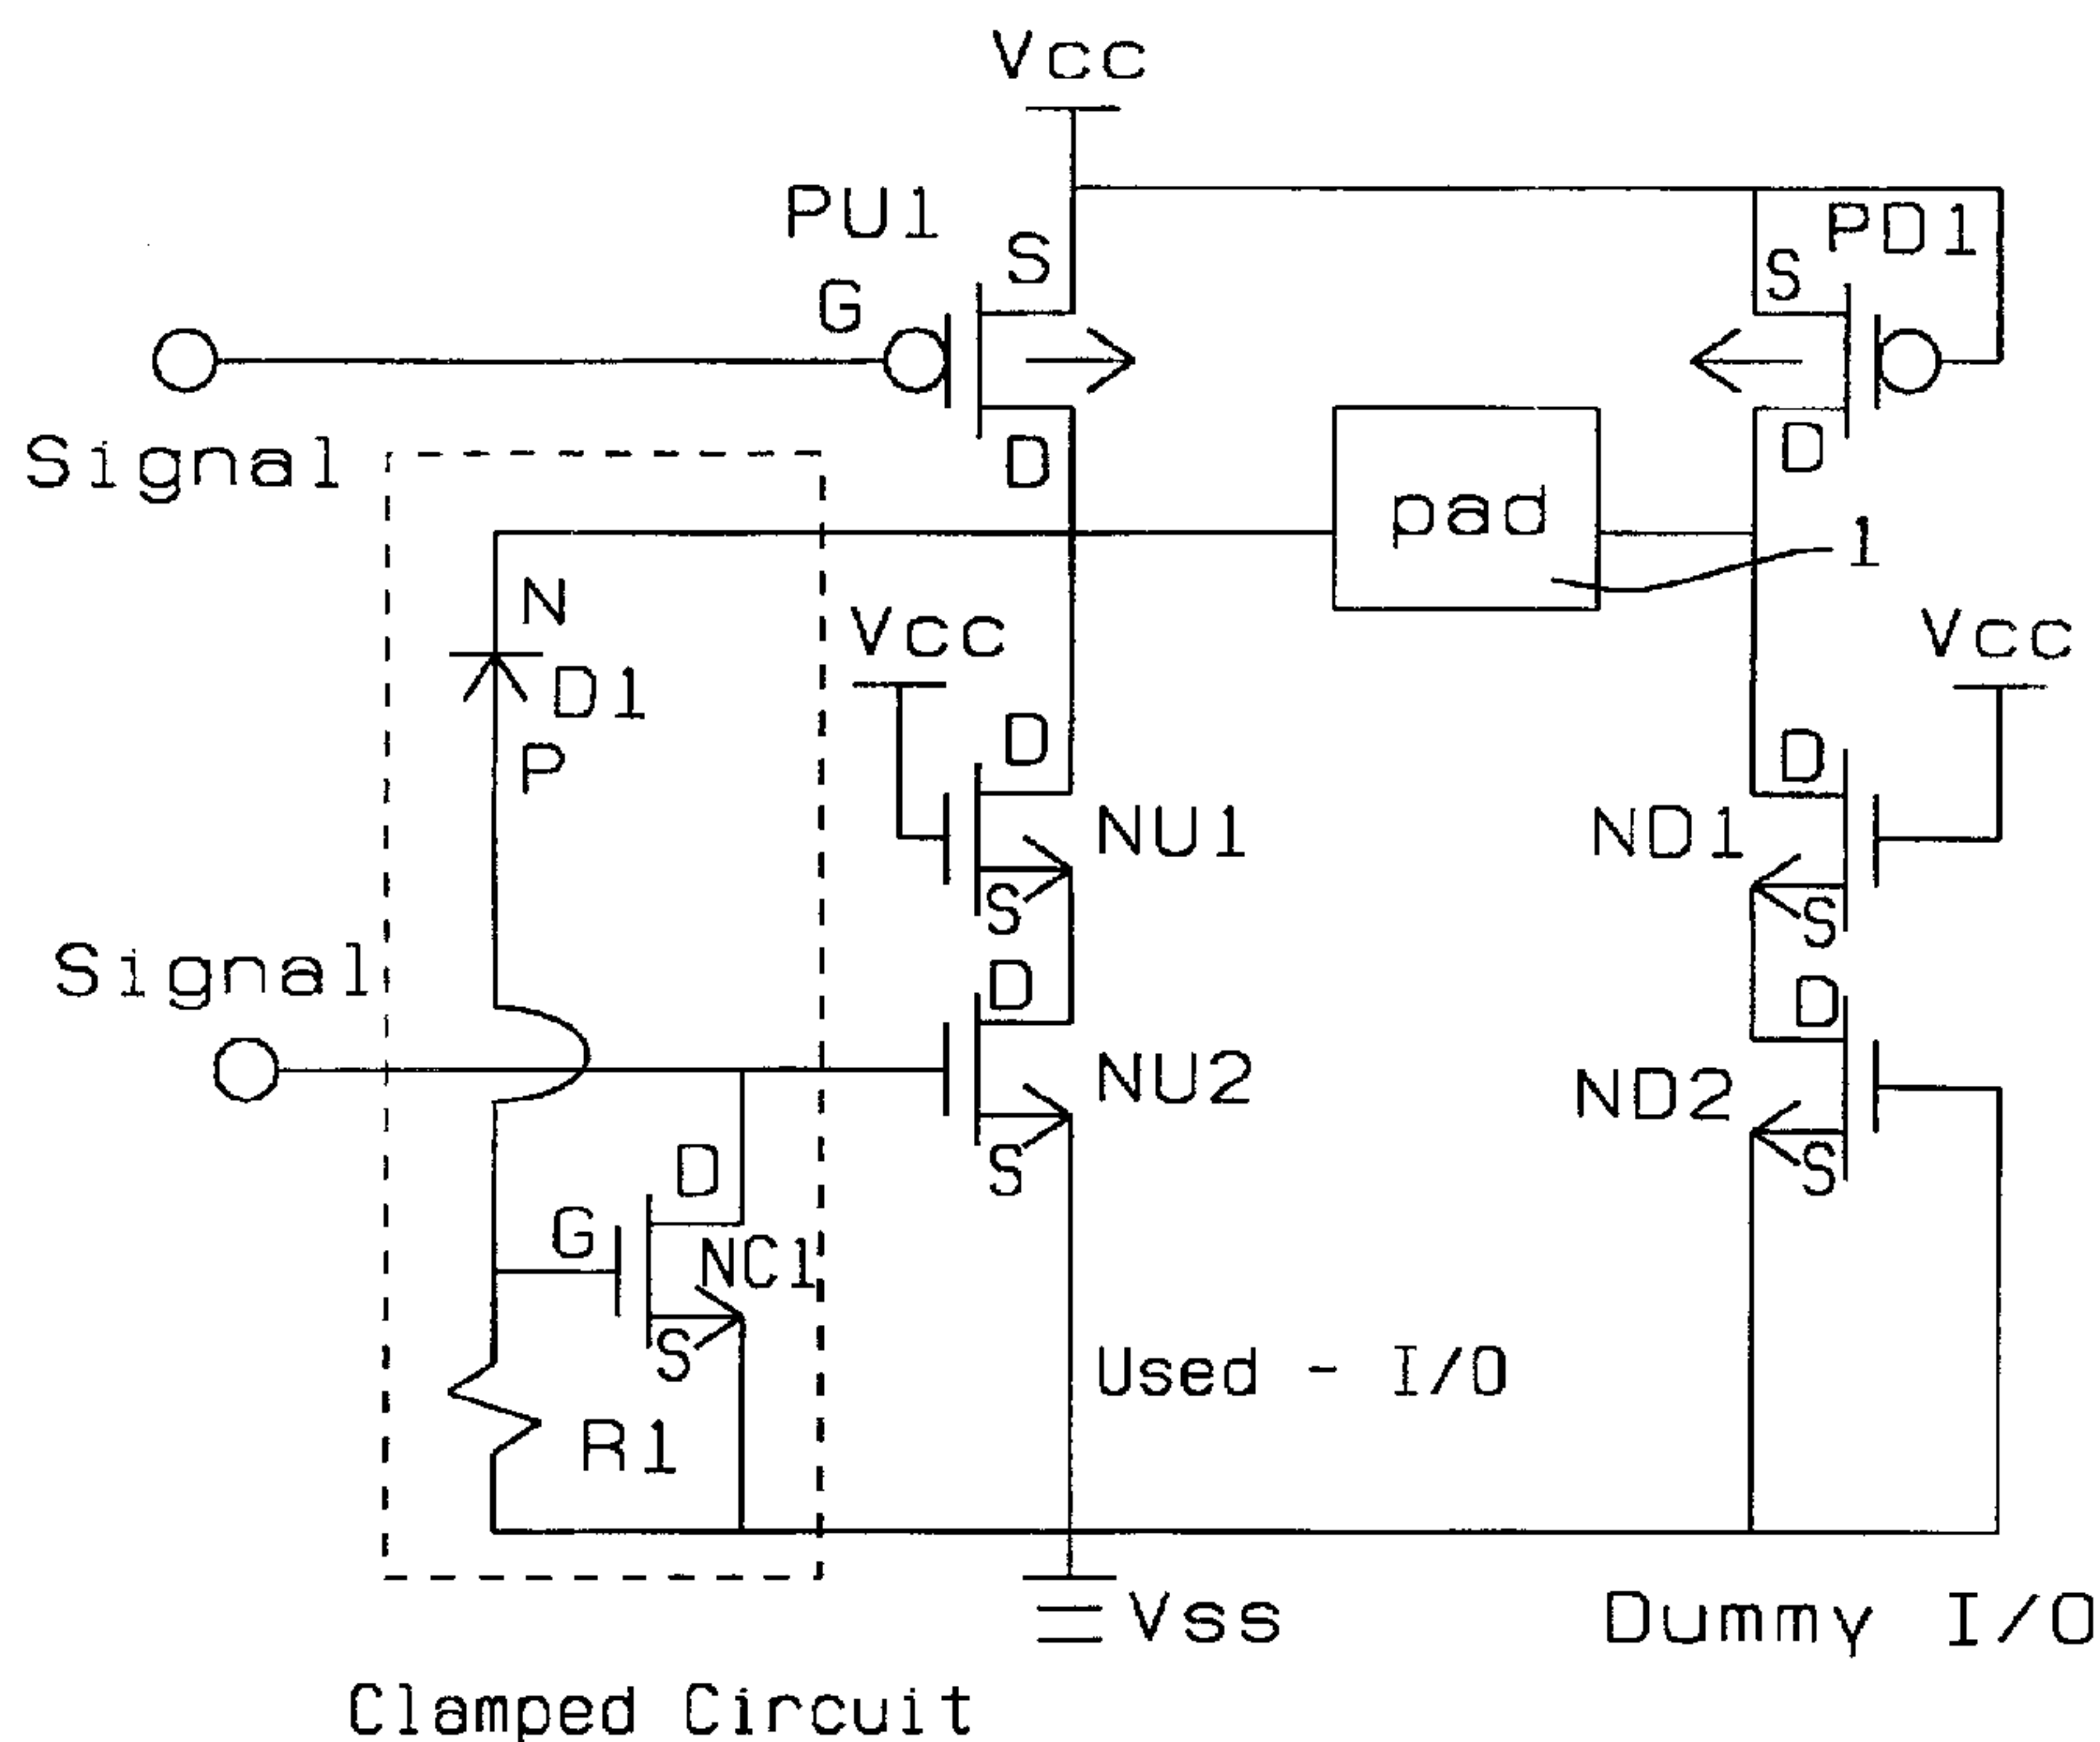 Vcc
PU1
PD1
S
S
G
D
D
Signal
pad
1
N
Vcc
Vcc
D1
D
D
P
NU1
ND1
S
S
Signal
D
D
NU2
ND2
D
S
S
G
NC1
S
Used - I/O
R1
Vss
Dummy I/O
Clamped Circuit